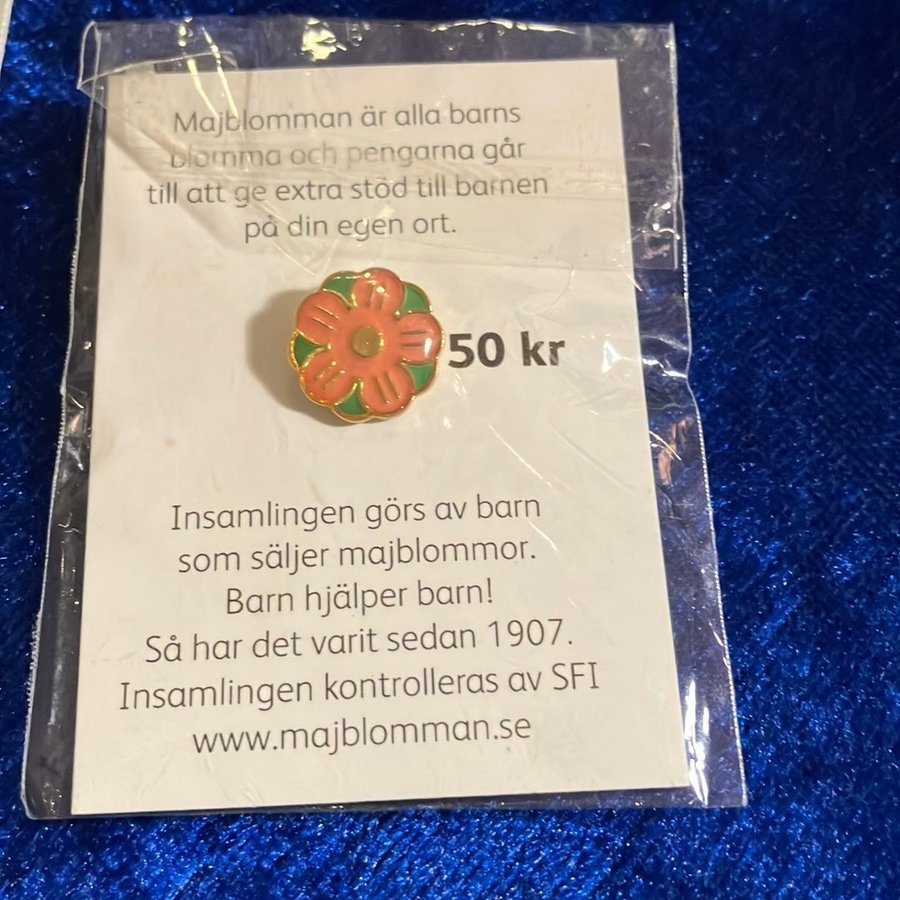 Majblomman är alla barns
blomma och pengarna går
till att ge extra stöd till barnen
på din egen ort.
50 kr
Insamlingen görs av barn
som säljer majblommor.
Barn hjälper barn!
Så har det varit sedan 1907.
Insamlingen kontrolleras av SFI
www.majblomman.se